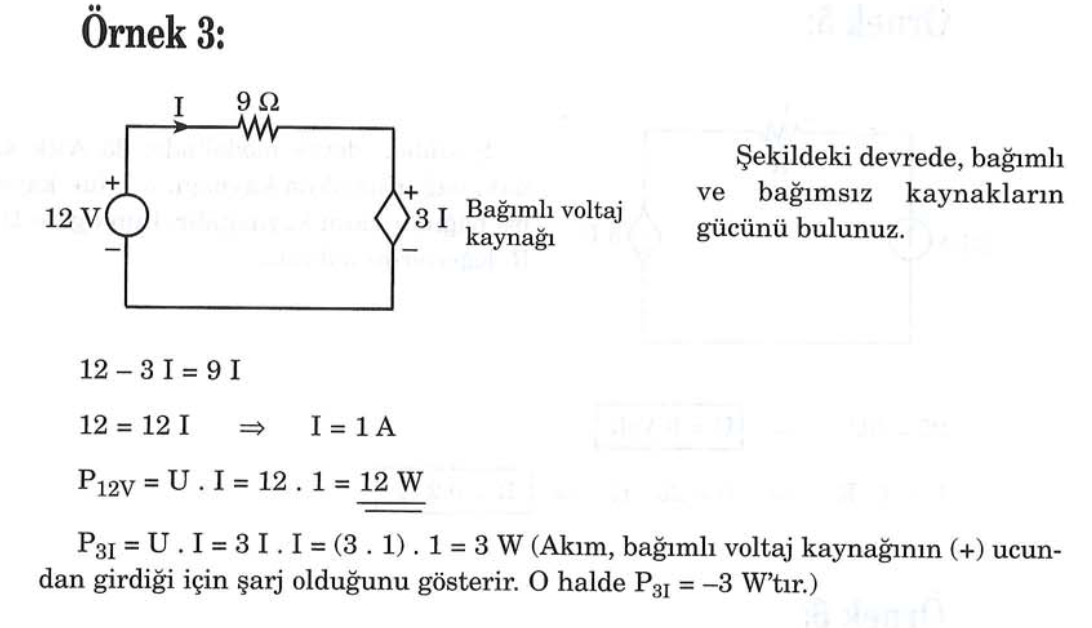 Örnek 3:
I
9 Ω
+
12 V
−
+
3 I
−
Bağımlı voltaj
kaynağı
Şekildeki devrede, bağımlı
ve bağımsız kaynakların
gücünü bulunuz.
12 – 3 I = 9 I
12 = 12 I ⇒ I = 1 A
P12V = U . I = 12 . 1 = 12 W
P3I = U . I = 3 I . I = (3 . 1) . 1 = 3 W (Akım, bağımlı voltaj kaynağının (+) ucun-
dan girdiği için şarj olduğunu gösterir. O halde P3I = –3 W'tır.)